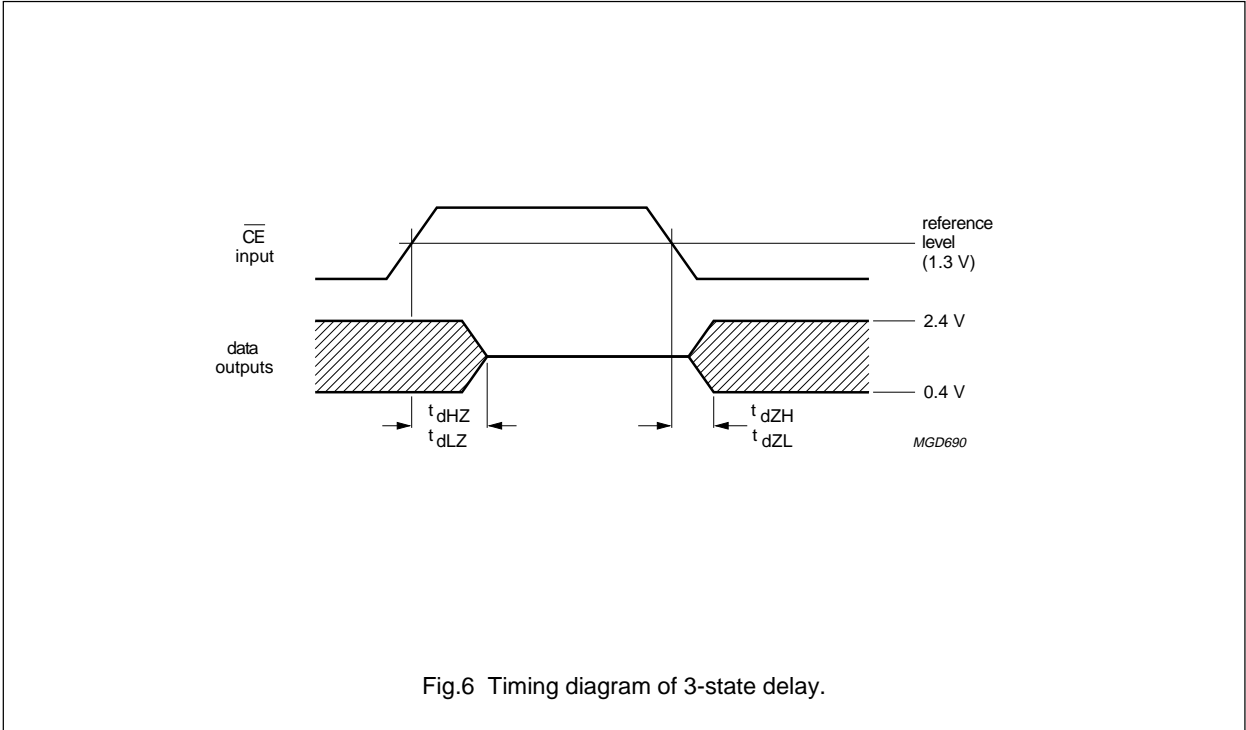 C̅E̅
input
reference
level
(1.3 V)
2.4 V
data
outputs
0.4 V
t dHZ
t dLZ
t dZH
t dZL
MGD690
Fig.6 Timing diagram of 3-state delay.